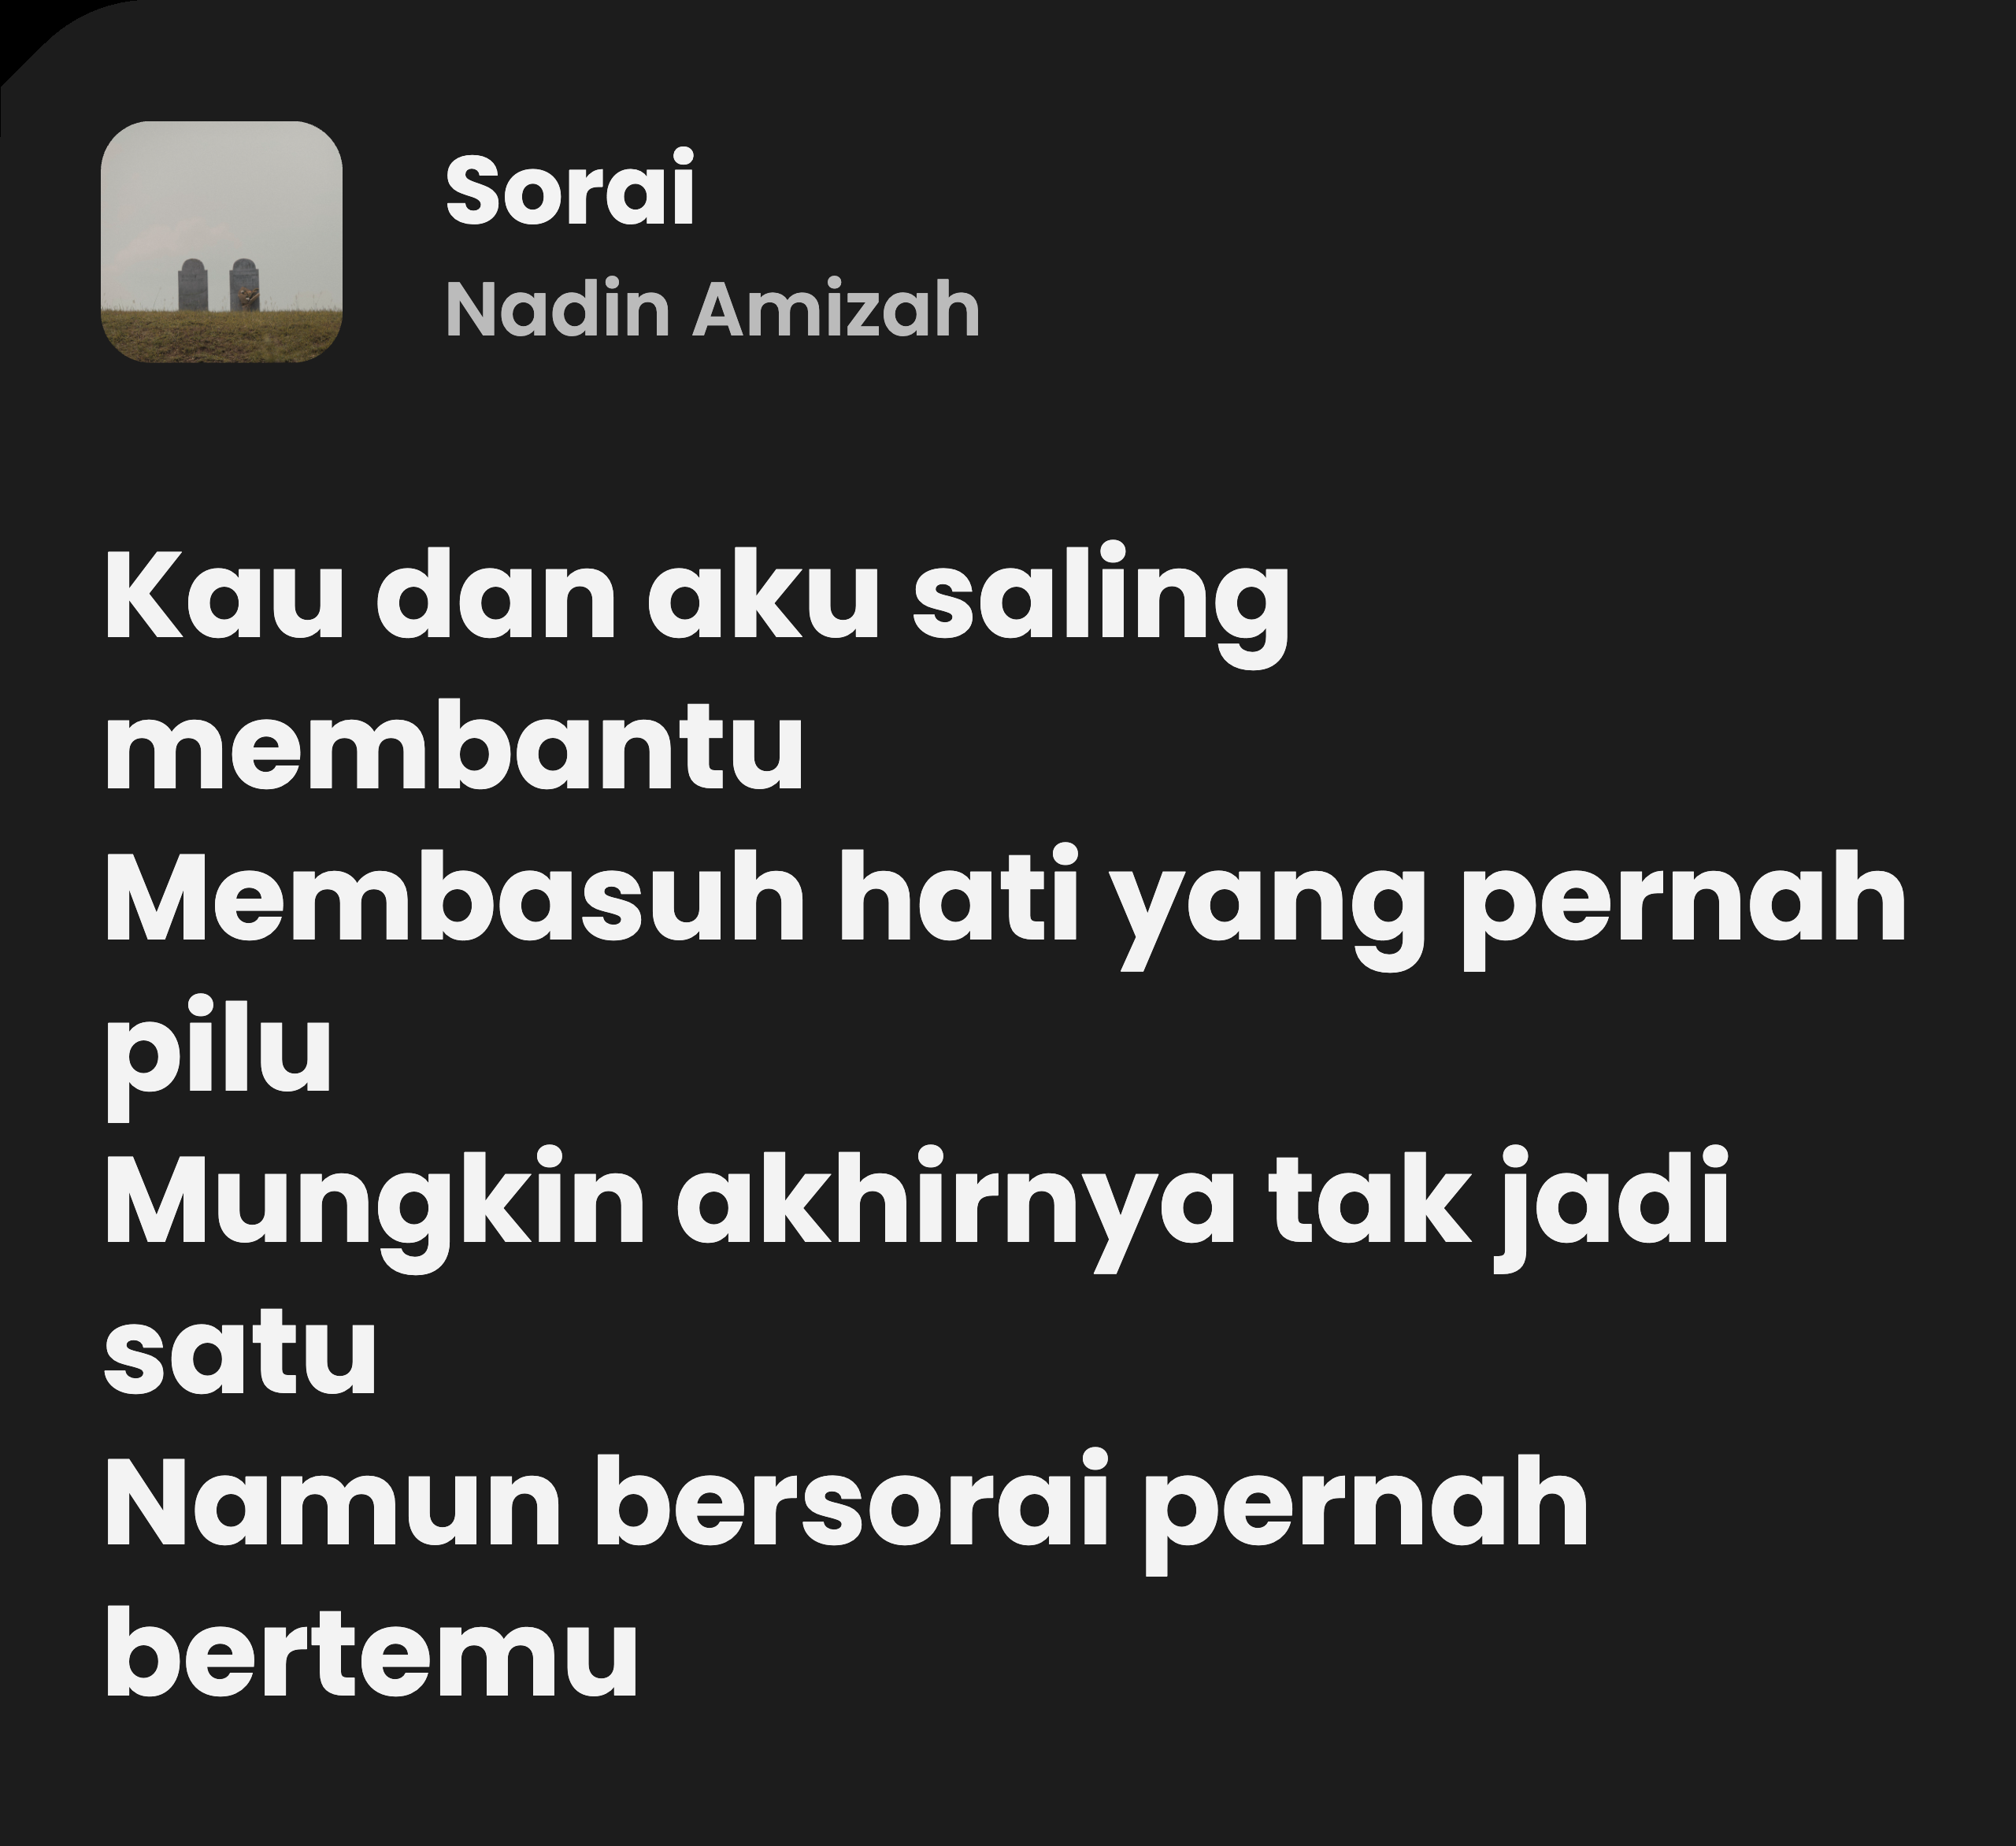 Sorai
Nadin Amizah
Kau dan aku saling
membantu
Membasuh hati yang pernah
pilu
Mungkin akhirnya tak jadi
satu
Namun bersorai pernah
bertemu